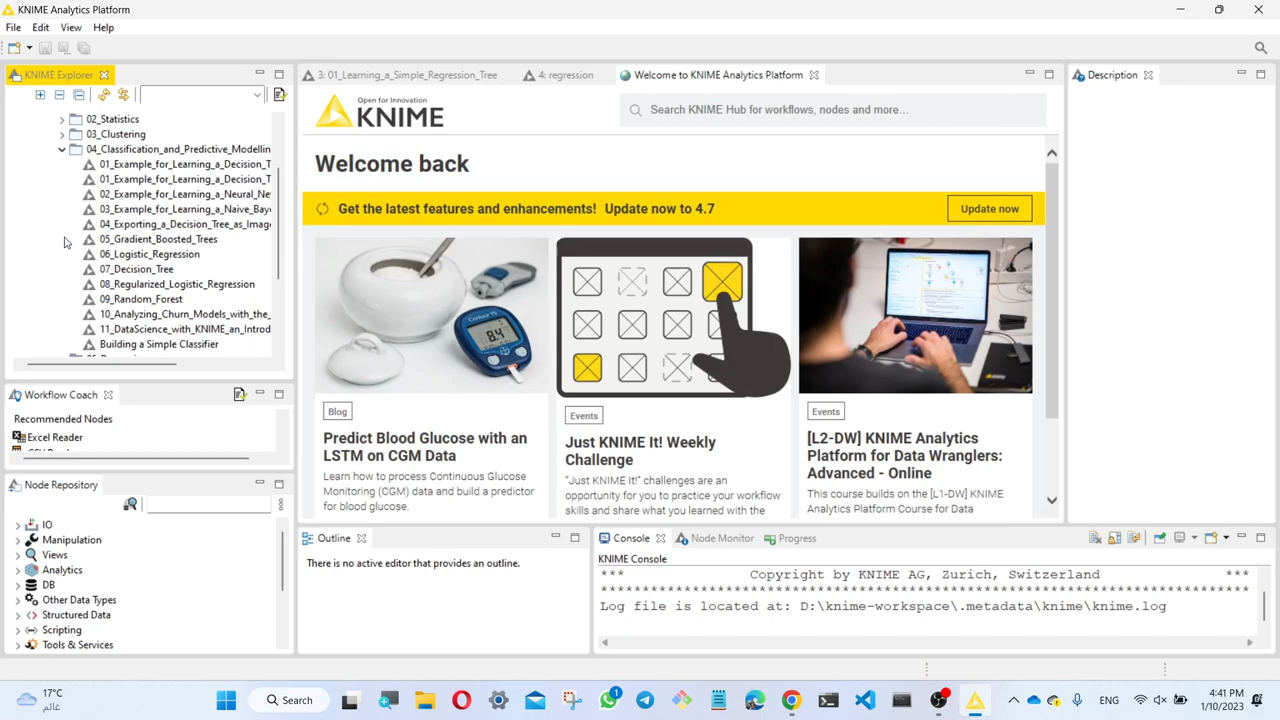 KNIME Analytics Platform
File Edit View Help
KNIME Explorer
02_Statistics
03_Clustering
04_Classification_and_Predictive_Modellin
01_Example_for_Learning_a_Decision_T
01_Example_for_Learning_a_Decision_T
02_Example_for_Learning_a_Neural_Ne
03_Example_for_Learning_a_Naive_Bay
04_Exporting_a_Decision_Tree_as_Image
05_Gradient_Boosted_Trees
06_Logistic_Regression
07_Decision_Tree
08_Regularized_Logistic_Regression
09_Random_Forest
10_Analyzing_Churn_Models_with_the_
11_DataScience_with_KNIME_an_Introd
Building a Simple Classifier
Workflow Coach
Recommended Nodes
Excel Reader
Node Repository
IO
Manipulation
Views
Analytics
DB
Other Data Types
Structured Data
Scripting
Tools & Services
3: 01_Learning_a_Simple_Regression_Tree 4: regression Welcome to KNIME Analytics Platform
Open for Innovation
KNIME
Search KNIME Hub for workflows, nodes and more...
Welcome back
Get the latest features and enhancements! Update now to 4.7
Update now
8.4
Blog
Predict Blood Glucose with an
LSTM on CGM Data
Learn how to process Continuous Glucose
Monitoring (CGM) data and build a predictor
for blood glucose.
Events
Just KNIME It! Weekly
Challenge
“Just KNIME It!” challenges are an
opportunity for you to practice your workflow
skills and share what you learned with the
Events
[L2-DW] KNIME Analytics
Platform for Data Wranglers:
Advanced - Online
This course builds on the [L1-DW] KNIME
Analytics Platform Course for Data
Description
Outline
There is no active editor that provides an outline.
Console Node Monitor Progress
KNIME Console
*** Copyright by KNIME AG, Zurich, Switzerland ***
Log file is located at: D:\knime-workspace\.metadata\knime\knime.log
17°C
غائم
Search
1
ENG
4:41 PM
1/10/2023